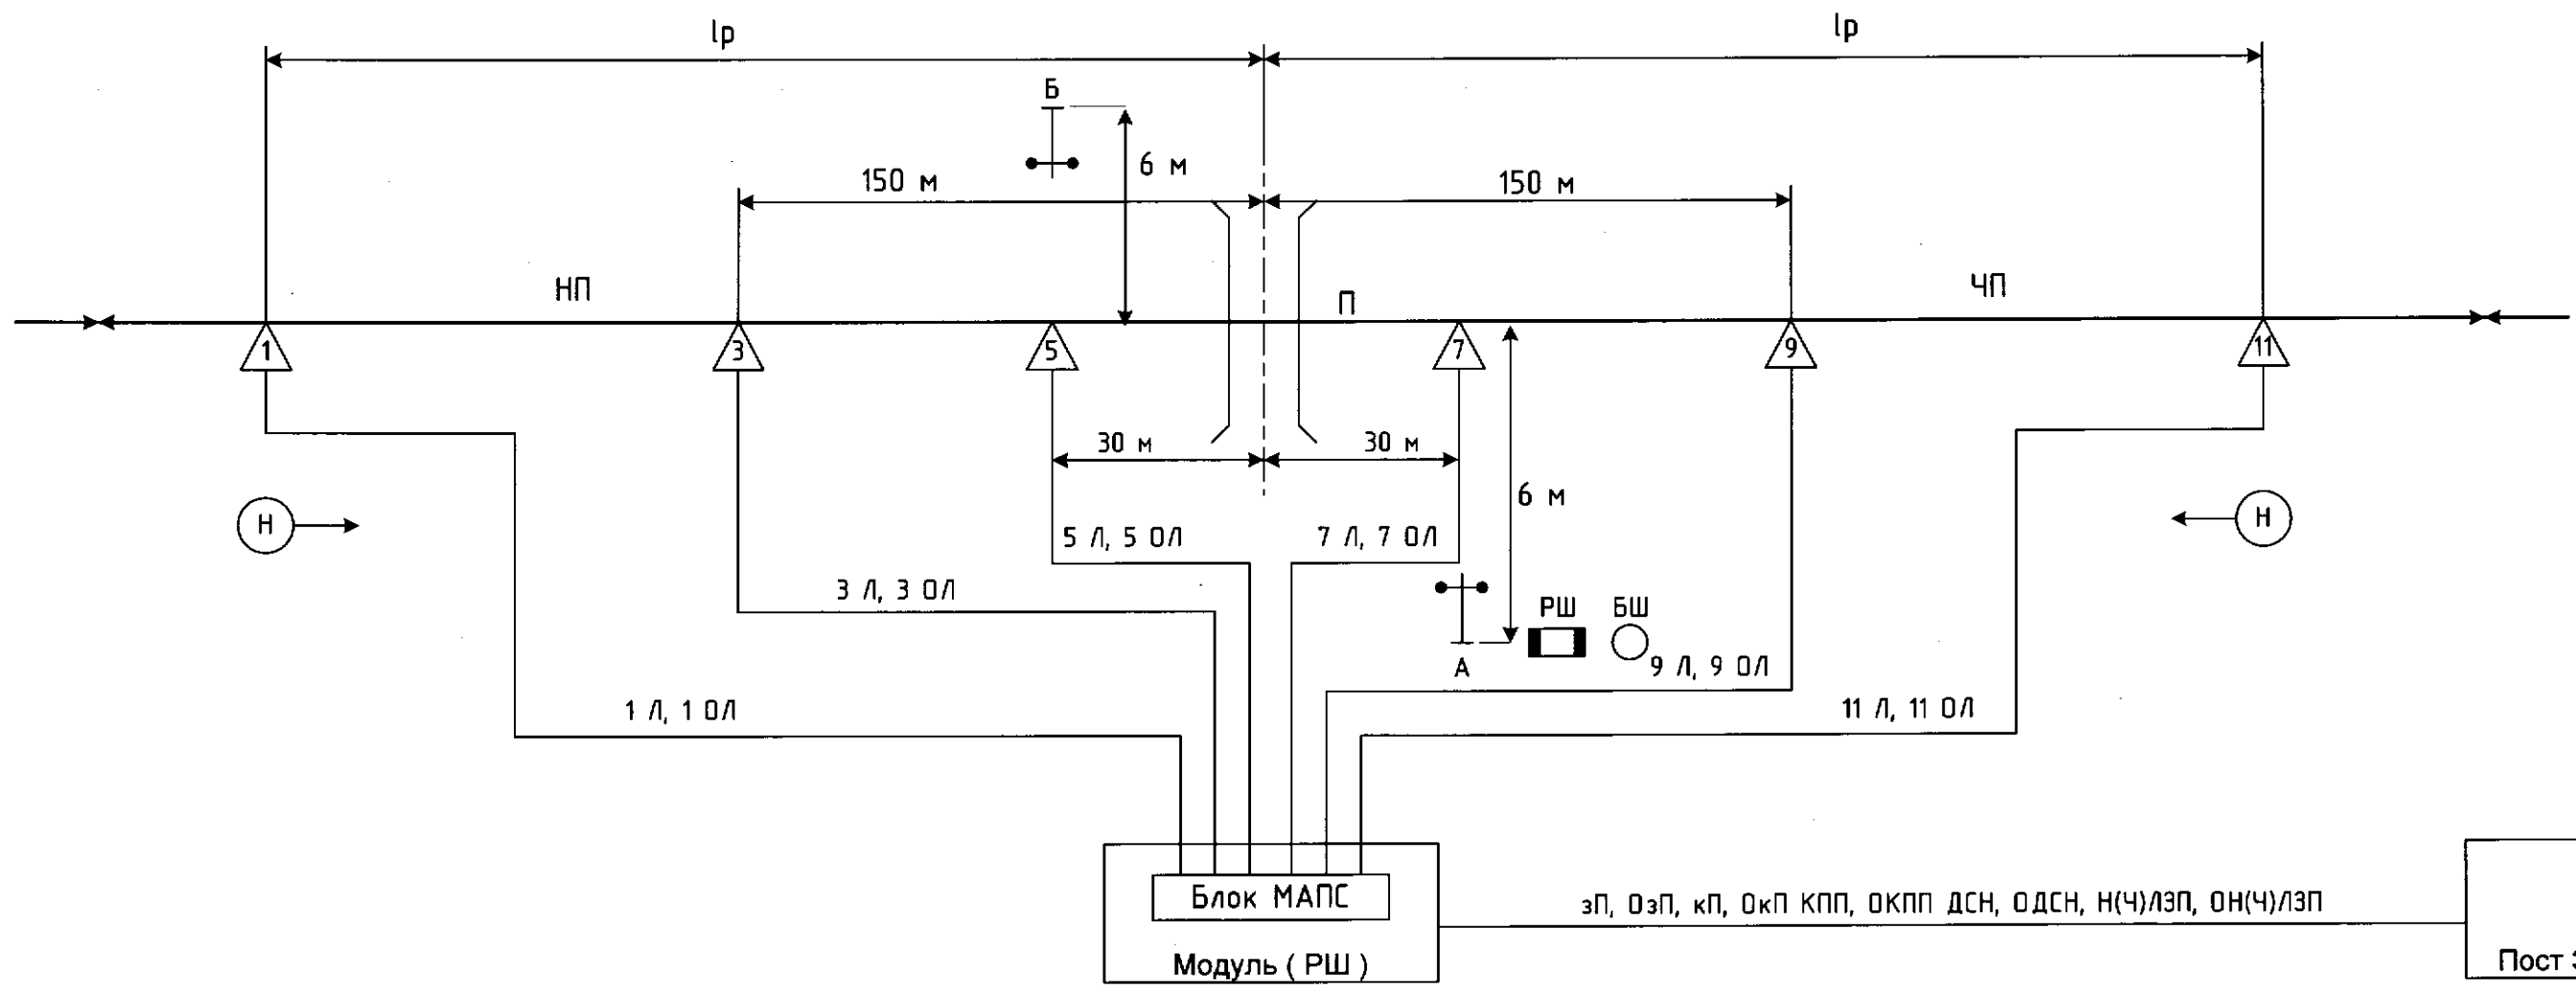 lр
lр
Б
6 м
150 м
150 м
НП
П
ЧП
1
3
5
7
9
11
30 м
30 м
6 м
Н
Н
5 Л, 5 ОЛ
7 Л, 7 ОЛ
3 Л, 3 ОЛ
РШ
БШ
А
9 Л, 9 ОЛ
1 Л, 1 ОЛ
11 Л, 11 ОЛ
Блок МАПС
зП, ОзП, кП, ОкП КПП, ОКПП ДСН, ОДСН, Н(Ч)ЛЗП, ОН(Ч)ЛЗП
Модуль ( РШ )
Пост